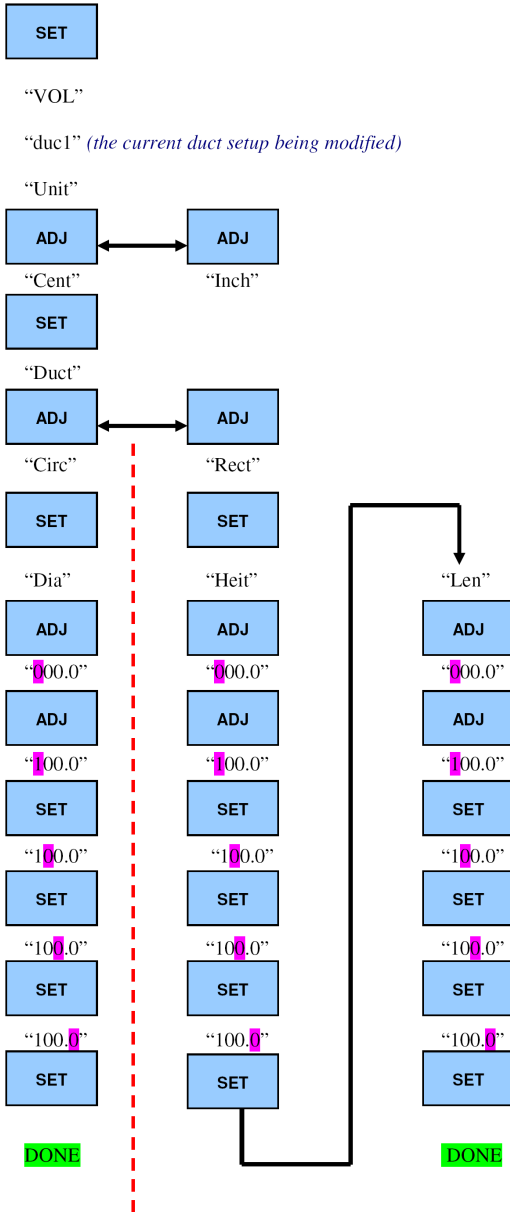 SET
“VOL”
“duc1” (the current duct setup being modified)
“Unit”
ADJ ADJ
“Cent” “Inch”
SET
“Duct”
ADJ ADJ
“Circ” “Rect”
SET SET
“Dia” “Heit” “Len”
ADJ ADJ ADJ
“000.0” “000.0” “000.0”
ADJ ADJ ADJ
“100.0” “100.0” “100.0”
SET SET SET
“100.0” “100.0” “100.0”
SET SET SET
“100.0” “100.0” “100.0”
SET SET SET
“100.0” “100.0” “100.0”
SET SET SET
DONE DONE